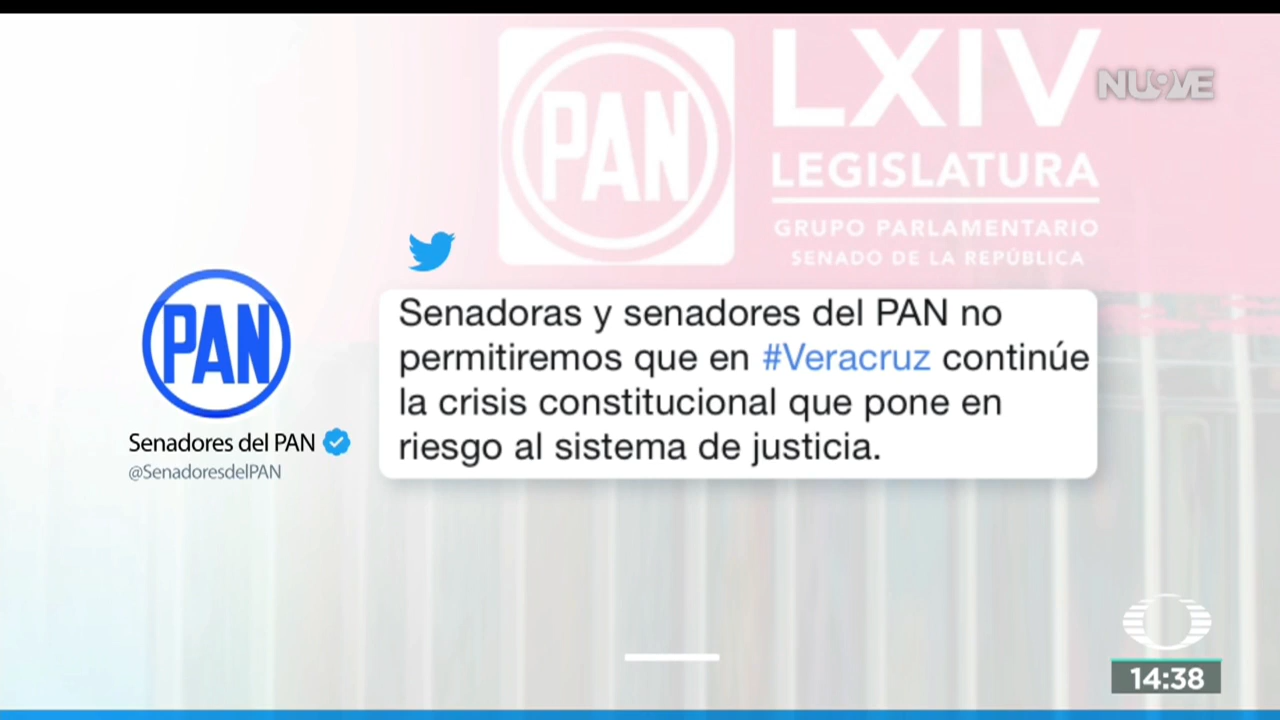 PAN
LXIV
LEGISLATURA
GRUPO PARLAMENTARIO
SENADO DE LA REPÚBLICA
NU9VE
PAN
Senadores del PAN
@SenadoresdelPAN
Senadoras y senadores del PAN no
permitiremos que en #Veracruz continúe
la crisis constitucional que pone en
riesgo al sistema de justicia.
14:38